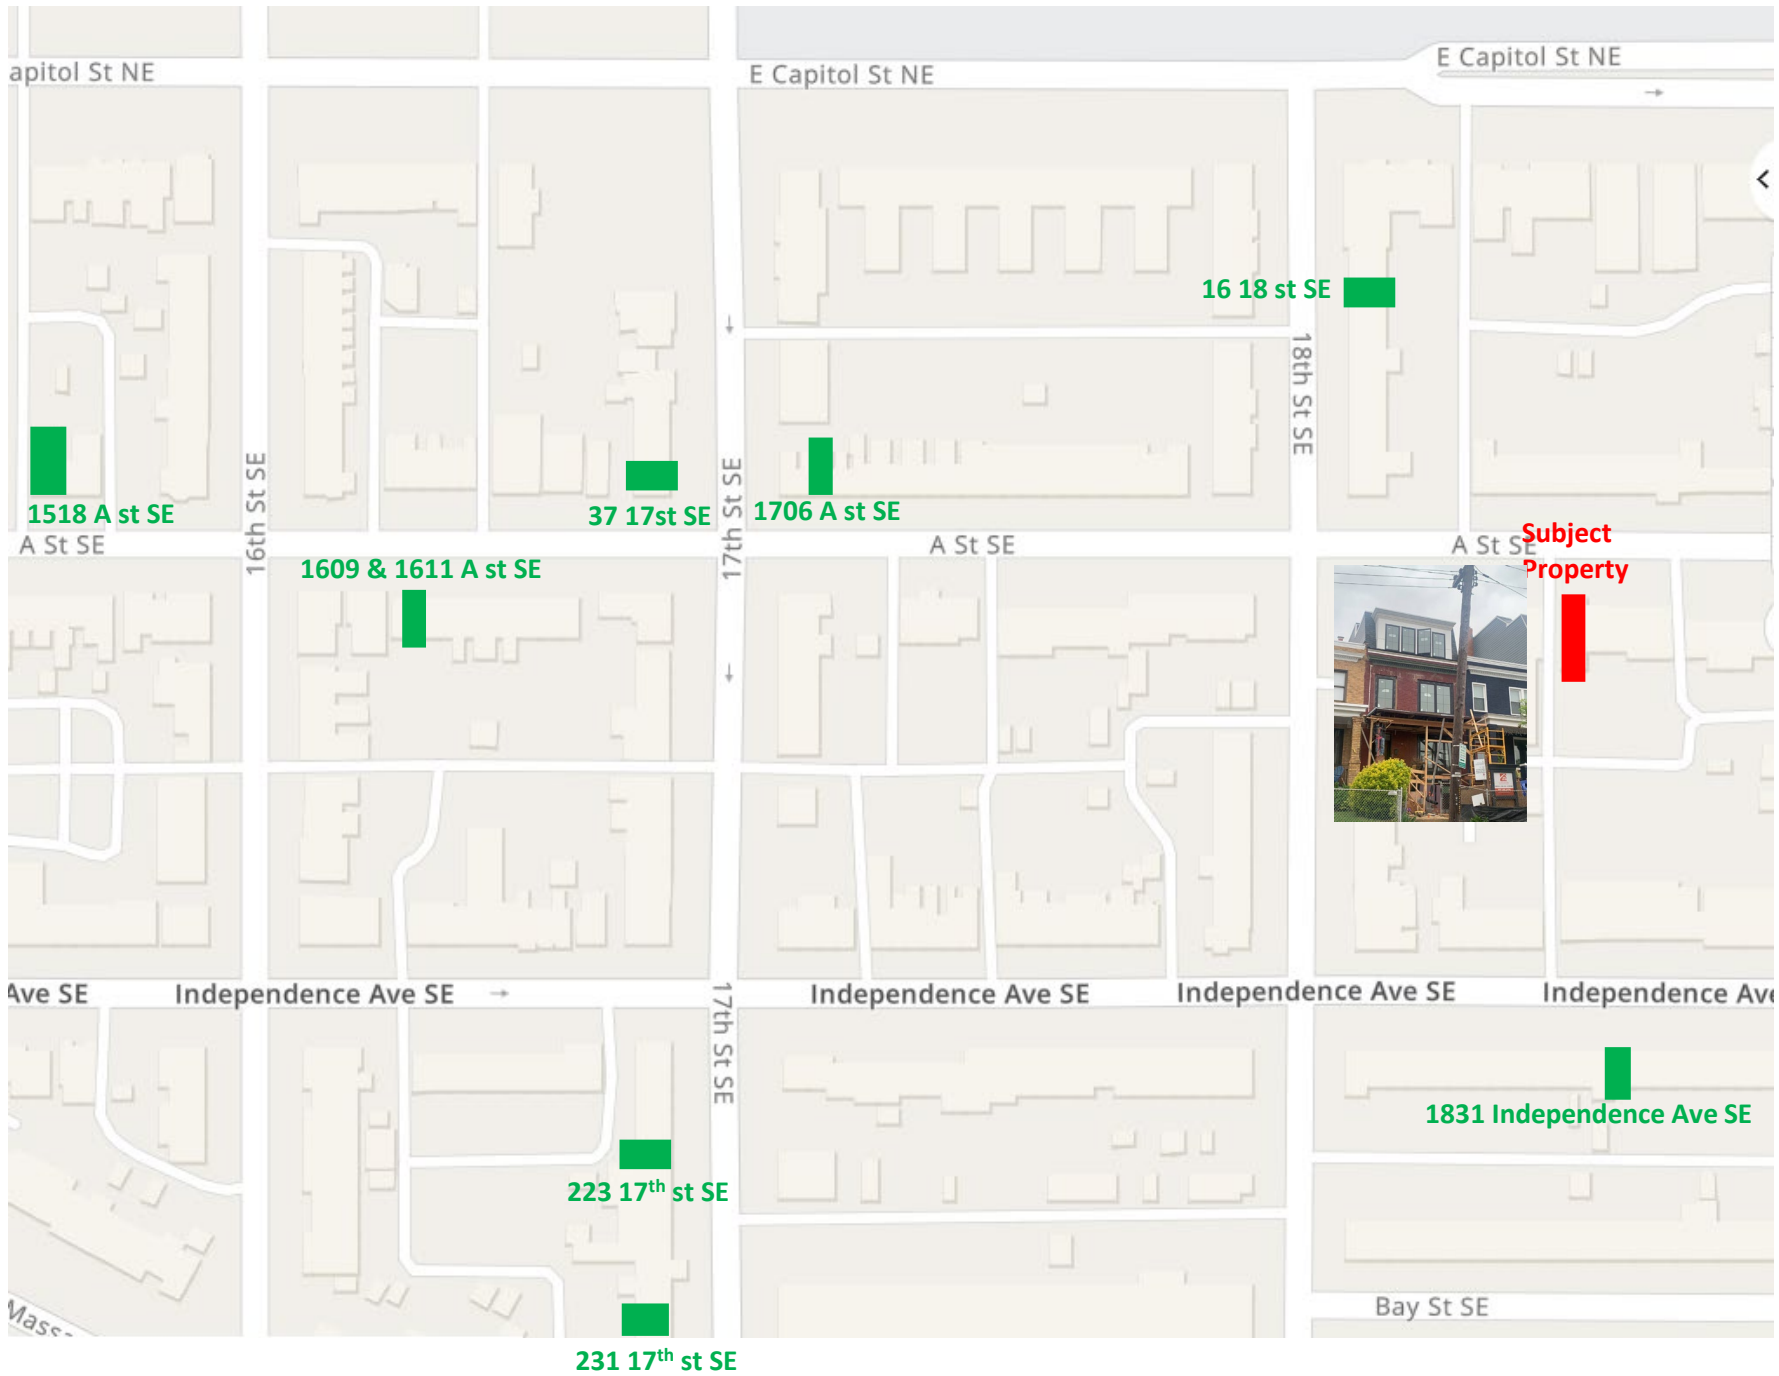 apitol St NE
E Capitol St NE
E Capitol St NE
→
<
16 18 st SE
18th St SE
1518 A st SE
16th St SE
37 17st SE
17th St SE
1706 A st SE
A St SE
A St SE
A St SE
Subject
Property
1609 & 1611 A st SE
Ave SE
Independence Ave SE →
Independence Ave SE
Independence Ave SE
Independence Ave
17th St SE
1831 Independence Ave SE
223 17th st SE
Massa
Bay St SE
231 17th st SE